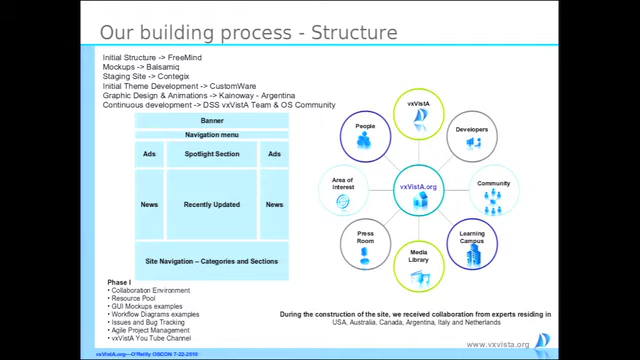 Our building process - Structure
Initial Structure -> FreeMind
Mockups -> Balsamiq
Staging Site -> Contegix
Initial Theme Development -> CustomWare
Graphic Design & Animations -> Kainoway - Argentina
Continuous development -> DSS vxVistA Team & OS Community
Banner
Navigation menu
Ads
Spotlight Section
Ads
News
Recently Updated
News
Site Navigation – Categories and Sections
vxVistA
People
Developers
Area of
Interest
vxVistA.org
Community
Press
Room
Learning
Campus
Media
Library
Phase I
• Collaboration Environment
• Resource Pool
• GUI Mockups examples
• Workflow Diagrams examples
• Issues and Bug Tracking
• Agile Project Management
• vxVistA You Tube Channel
During the construction of the site, we received collaboration from experts residing in
USA, Australia, Canada, Argentina, Italy and Netherlands
www.vxvista.org
vxVistA.org—O'Reilly OSCON 7-22-2010